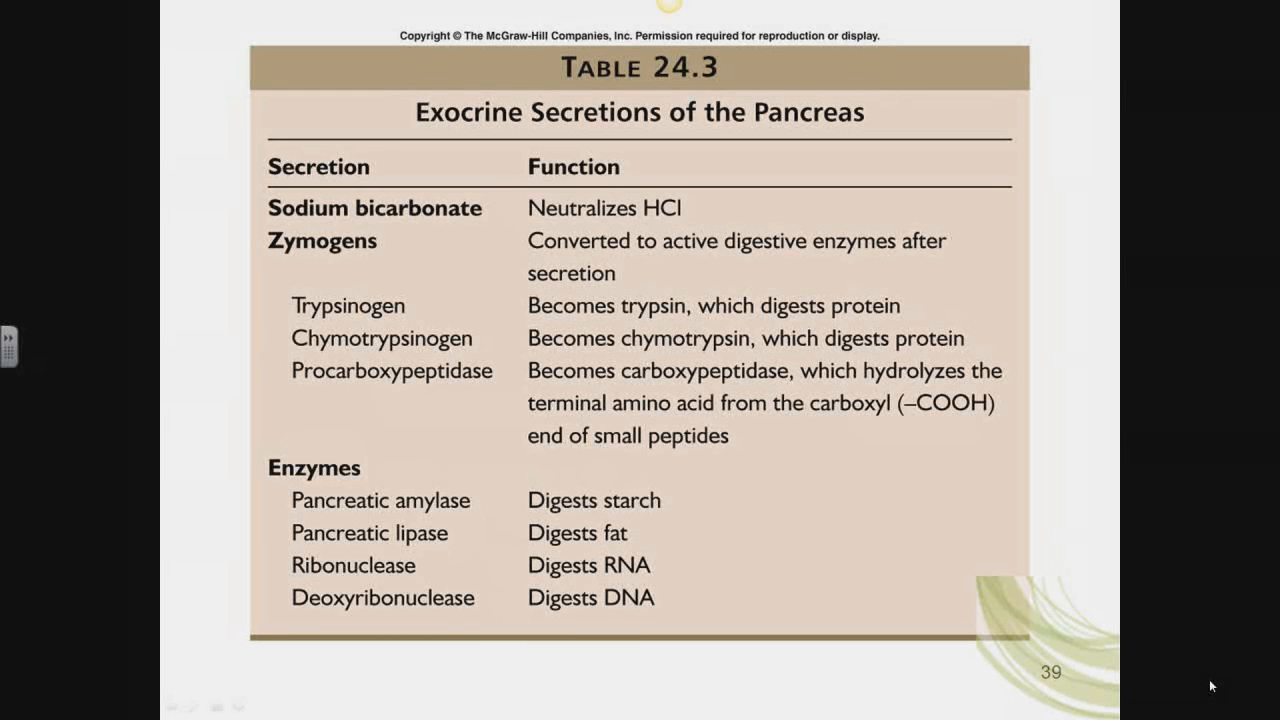 Copyright © The McGraw-Hill Companies, Inc. Permission required for reproduction or display.
TABLE 24.3
Exocrine Secretions of the Pancreas
Secretion Function
Sodium bicarbonate Neutralizes HCl
Zymogens Converted to active digestive enzymes after
secretion
Trypsinogen Becomes trypsin, which digests protein
Chymotrypsinogen Becomes chymotrypsin, which digests protein
Procarboxypeptidase Becomes carboxypeptidase, which hydrolyzes the
terminal amino acid from the carboxyl (–COOH)
end of small peptides
Enzymes
Pancreatic amylase Digests starch
Pancreatic lipase Digests fat
Ribonuclease Digests RNA
Deoxyribonuclease Digests DNA
39